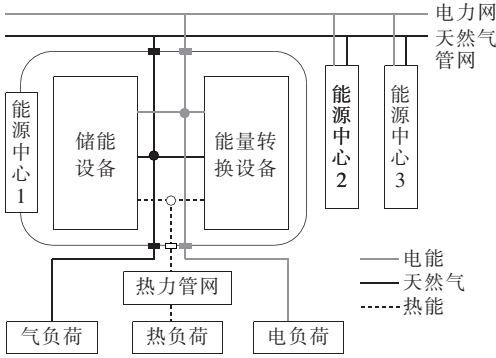 电力网
天然气
管网
能源中心1
储能
设备
能量转
换设备
能源中心2
能源中心3
电能
天然气
热能
热力管网
气负荷
热负荷
电负荷